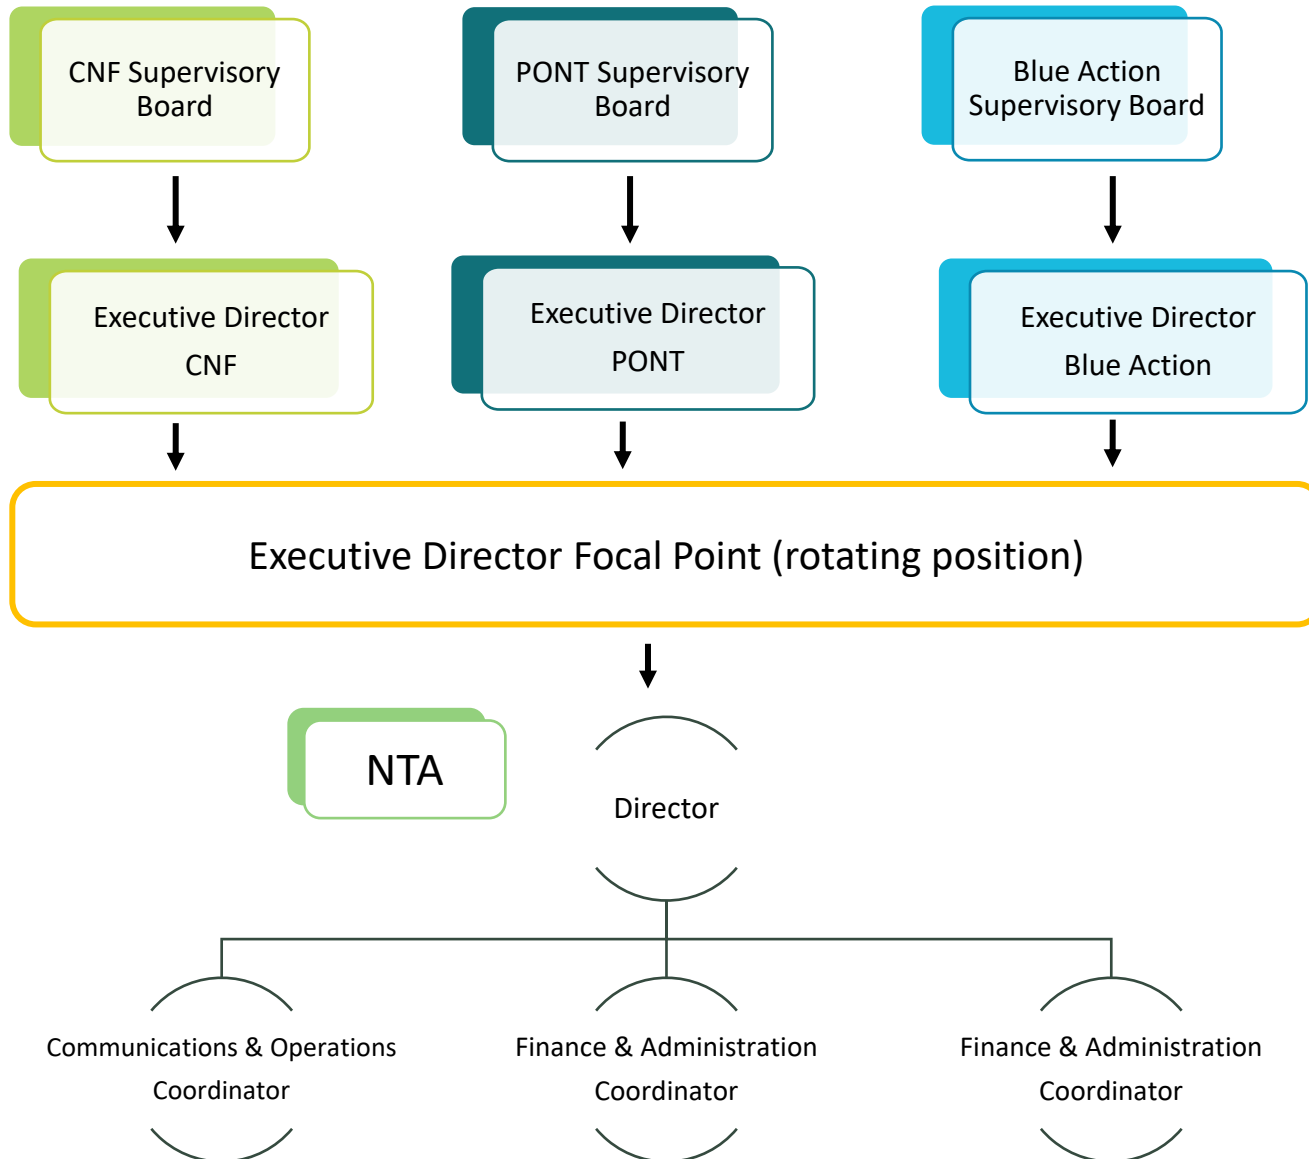 CNF Supervisory
Board
PONT Supervisory
Board
Blue Action
Supervisory Board
Executive Director
CNF
Executive Director
PONT
Executive Director
Blue Action
Executive Director Focal Point (rotating position)
NTA
Director
Communications & Operations
Coordinator
Finance & Administration
Coordinator
Finance & Administration
Coordinator